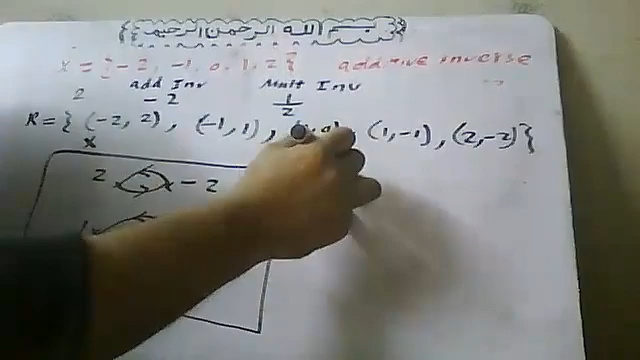 بسم الله الرحمن الرحيم
X = {-2, -1, 0, 1, 2} additive inverse
2 Add Inv Mult Inv
-2 1/2
R = {(-2, 2), (-1, 1), (1, -1), (2, -2)}
X
2 -2